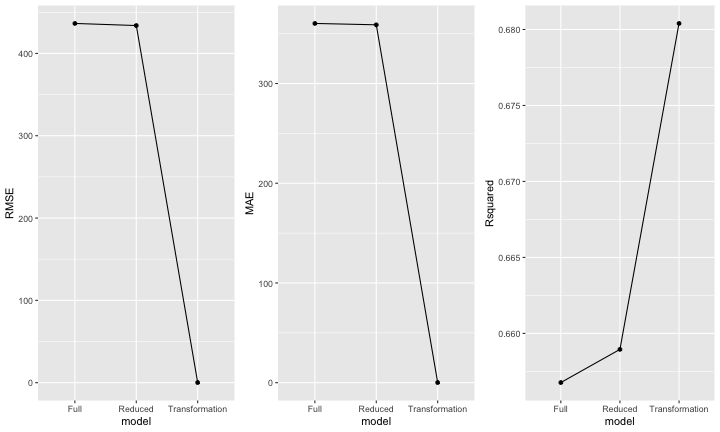 RMSE
400
300
200
100
0
Full Reduced Transformation
model
MAE
300
200
100
0
Full Reduced Transformation
model
Rsquared
0.680
0.675
0.670
0.665
0.660
Full Reduced Transformation
model